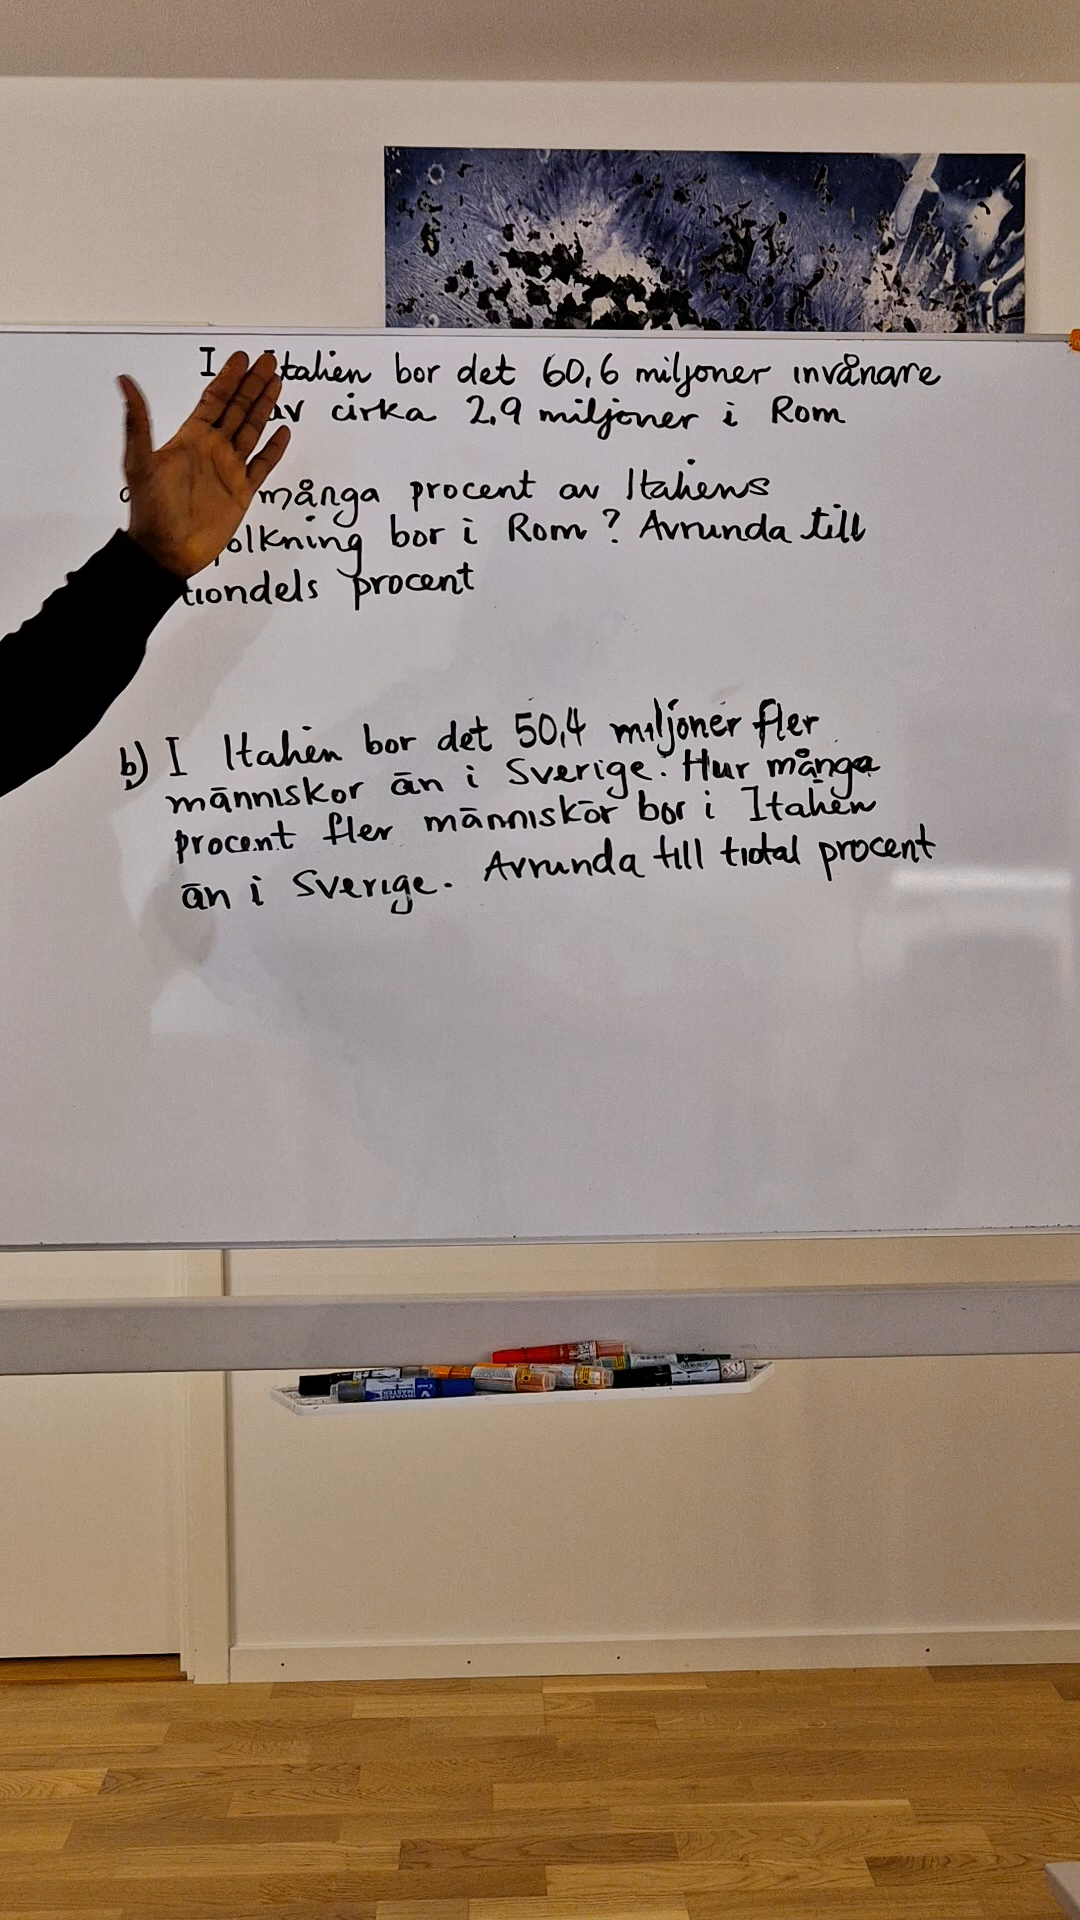 I Italien bor det 60,6 miljoner invånare
av cirka 2,9 miljoner i Rom
många procent av Italiens
olkning bor i Rom? Avrunda till
tiondels procent
b) I Italien bor det 50,4 miljoner fler
människor än i Sverige. Hur många
procent fler människor bor i Italien
än i Sverige. Avrunda till tiotal procent